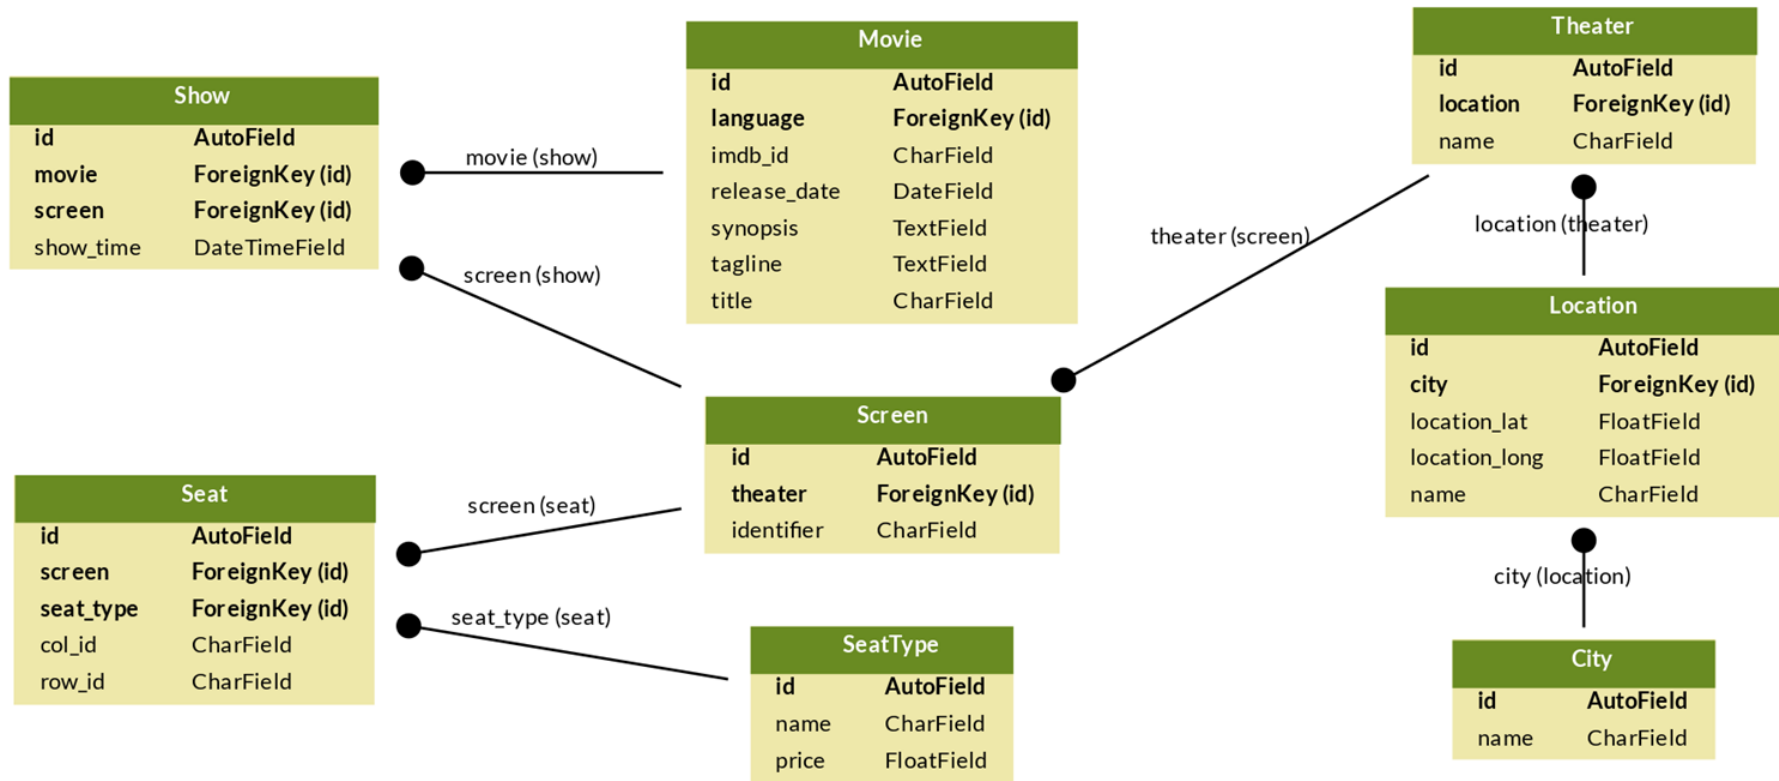 Show
id AutoField
movie ForeignKey (id)
screen ForeignKey (id)
show_time DateTimeField
movie (show)
screen (show)
Movie
id AutoField
language ForeignKey (id)
imdb_id CharField
release_date DateField
synopsis TextField
tagline TextField
title CharField
Theater
id AutoField
location ForeignKey (id)
name CharField
theater (screen)
location (theater)
Location
id AutoField
city ForeignKey (id)
location_lat FloatField
location_long FloatField
name CharField
Screen
id AutoField
theater ForeignKey (id)
identifier CharField
Seat
id AutoField
screen ForeignKey (id)
seat_type ForeignKey (id)
col_id CharField
row_id CharField
screen (seat)
seat_type (seat)
SeatType
id AutoField
name CharField
price FloatField
city (location)
City
id AutoField
name CharField